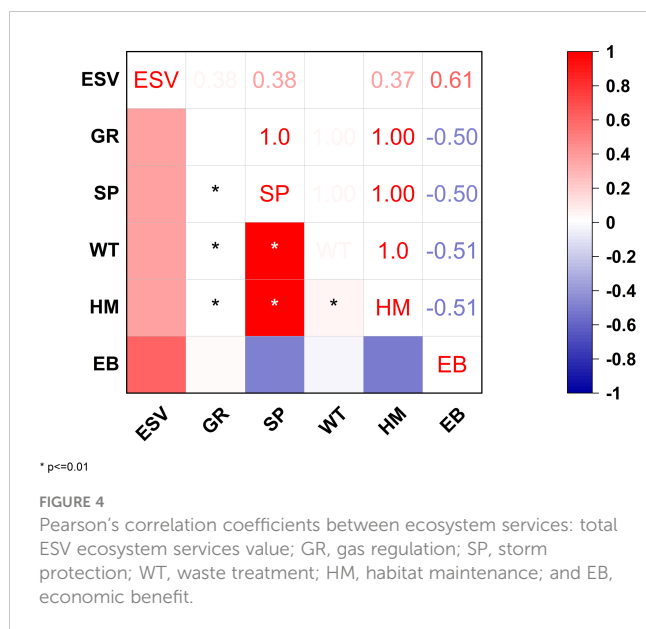 ESV ESV 0.38 0.38 0.37 0.61
GR 1.0 1.00 1.00 -0.50
SP * SP 1.00 1.00 -0.50
WT * * WT 1.0 -0.51
HM * * * HM -0.51
EB EB
ESV GR SP WT HM EB
1
0.8
0.6
0.4
0.2
0
-0.2
-0.4
-0.6
-0.8
-1
* p<=0.01
FIGURE 4
Pearson's correlation coefficients between ecosystem services: total
ESV ecosystem services value; GR, gas regulation; SP, storm
protection; WT, waste treatment; HM, habitat maintenance; and EB,
economic benefit.